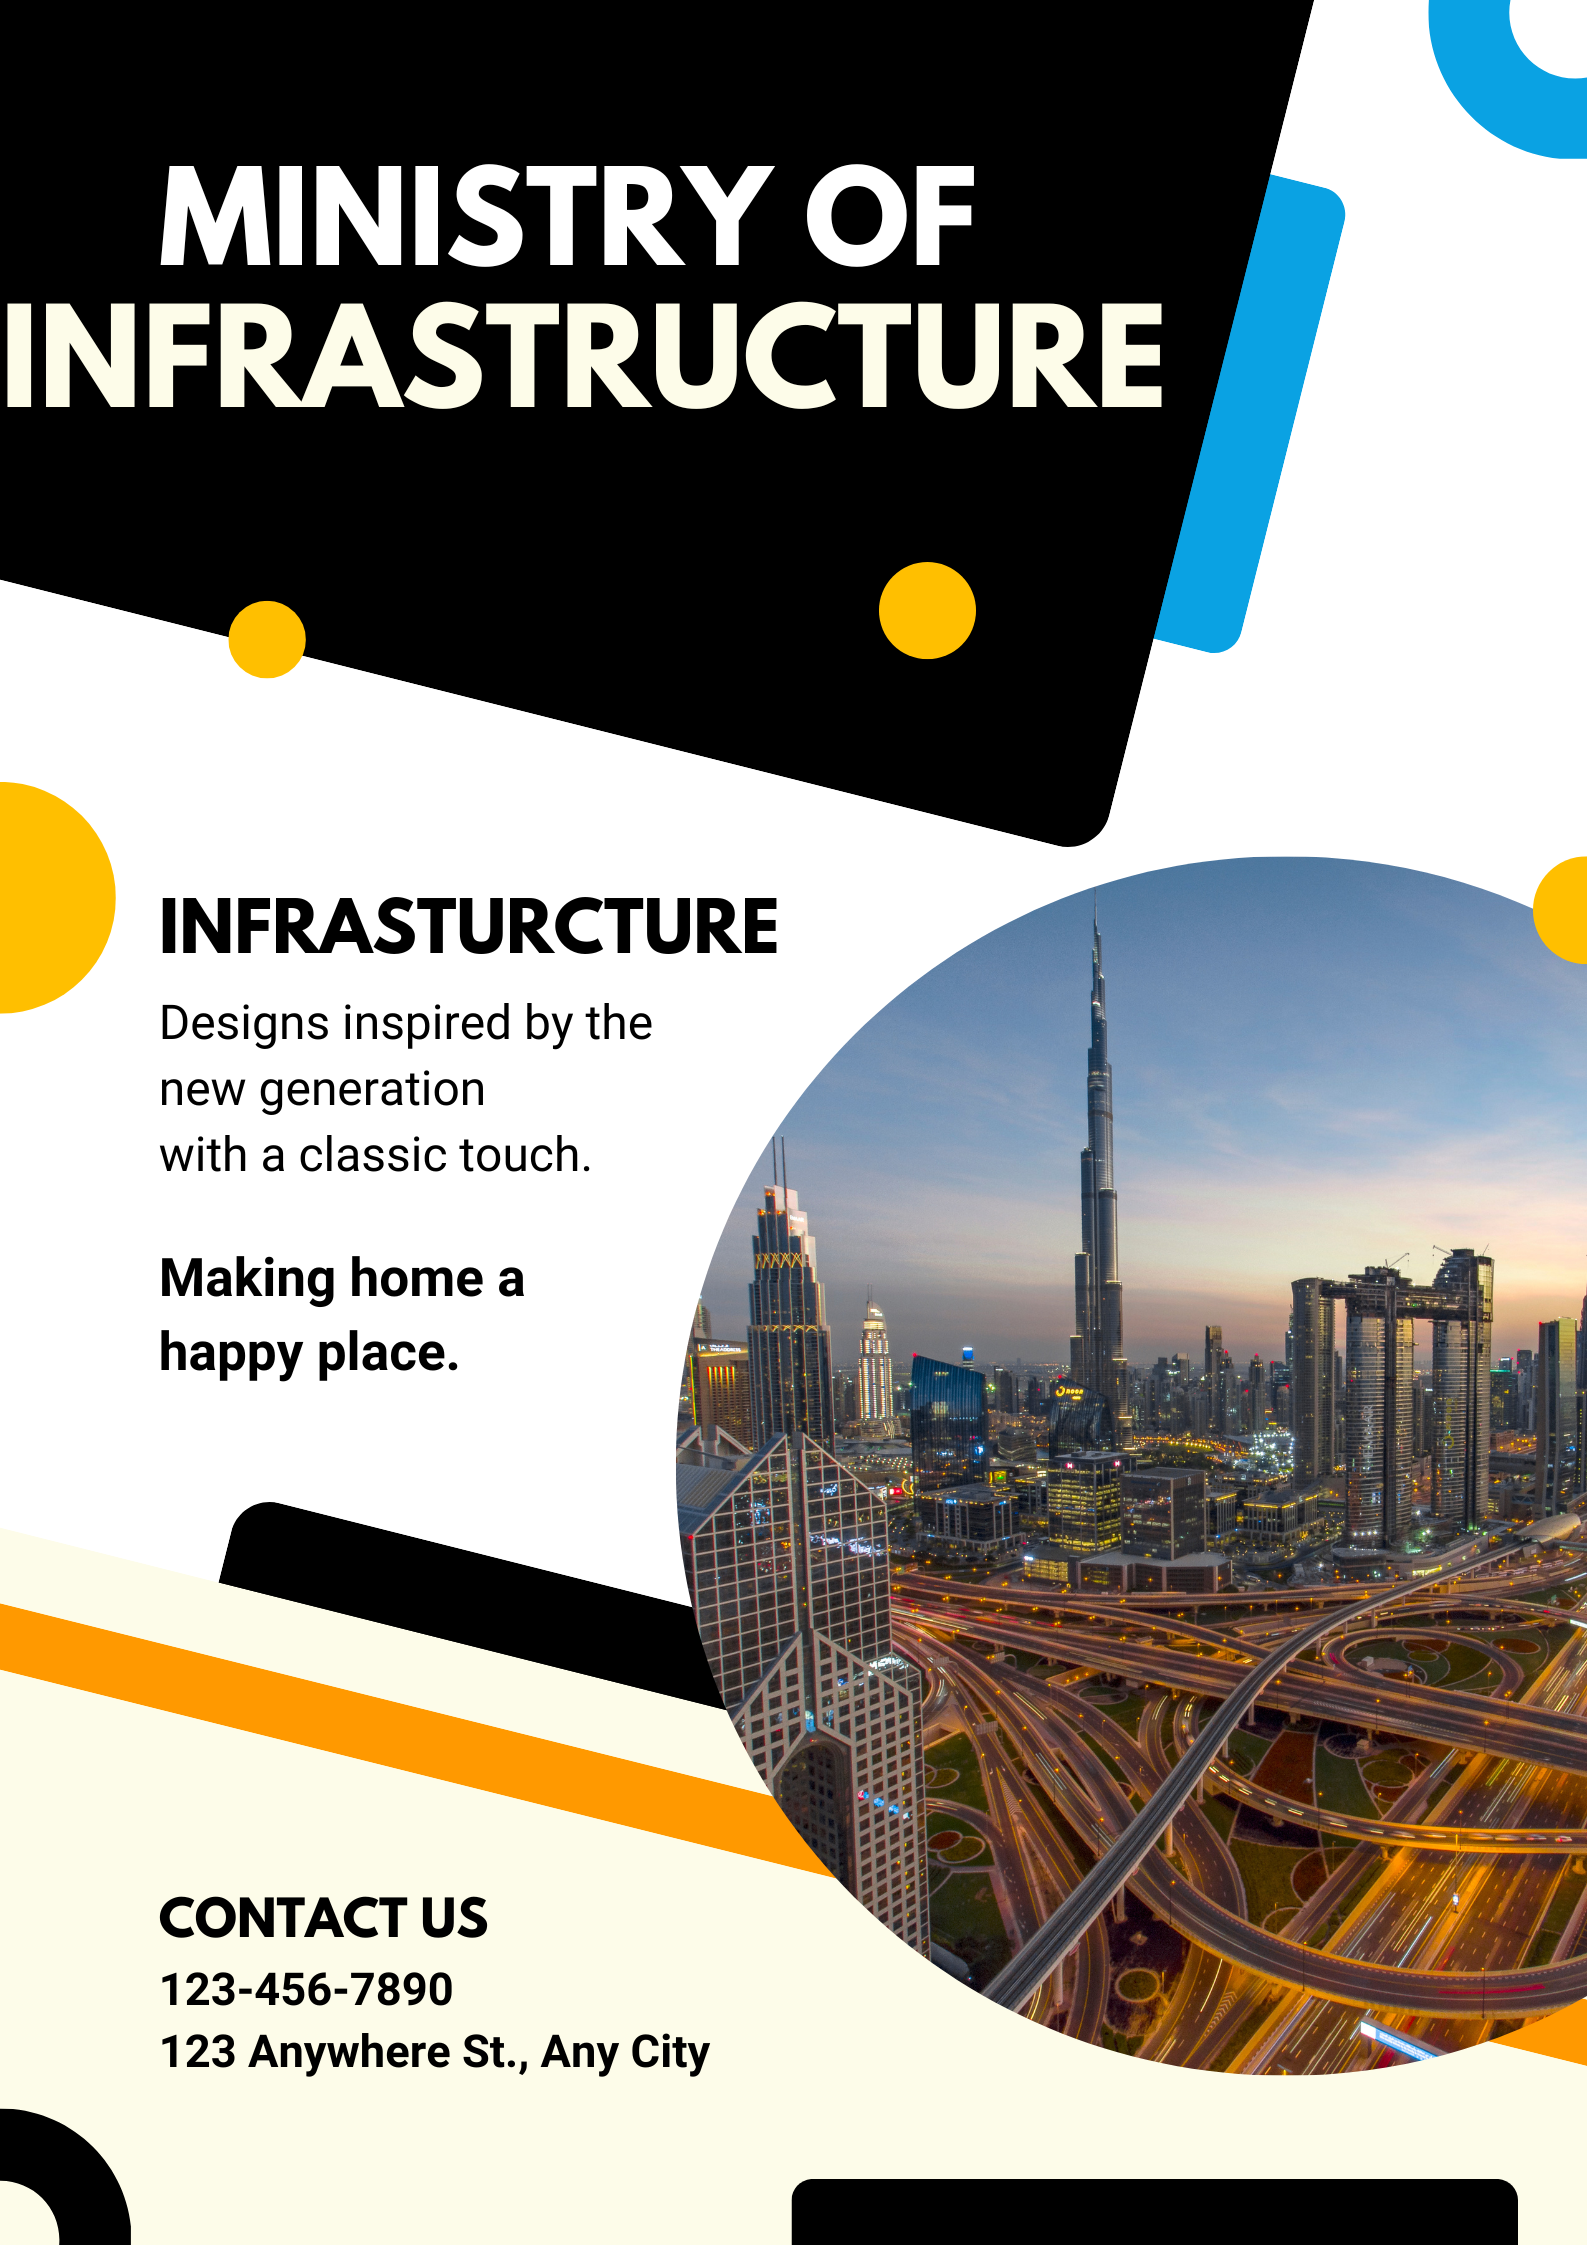 MINISTRY OF
INFRASTRUCTURE
INFRASTURCTURE
Designs inspired by the
new generation
with a classic touch.
Making home a
happy place.
noon
CONTACT US
123-456-7890
123 Anywhere St., Any City